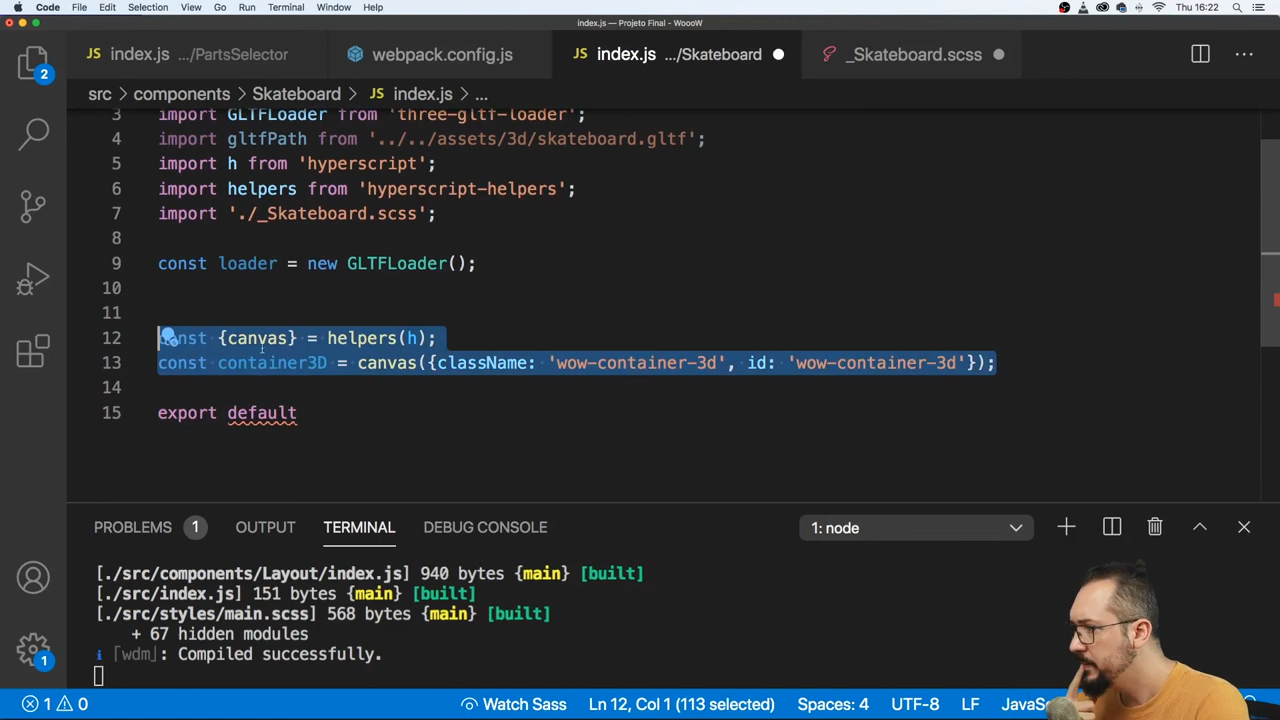 Code File Edit Selection View Go Run Terminal Window Help Thu 16:22
index.js — Projeto Final - WoooW
JS index.js .../PartsSelector webpack.config.js JS index.js .../Skateboard _Skateboard.scss
2
src > components > Skateboard > JS index.js > ...
3 import GLTFLoader from 'three-gltf-loader';
4 import gltfPath from '../../assets/3d/skateboard.gltf';
5 import h from 'hyperscript';
6 import helpers from 'hyperscript-helpers';
7 import './_Skateboard.scss';
8
9 const loader = new GLTFLoader();
10
11
12 const {canvas} = helpers(h);
13 const container3D = canvas({className: 'wow-container-3d', id: 'wow-container-3d'});
14
15 export default
PROBLEMS 1 OUTPUT TERMINAL DEBUG CONSOLE 1: node
[./src/components/Layout/index.js] 940 bytes {main} [built]
[./src/index.js] 151 bytes {main} [built]
[./src/styles/main.scss] 568 bytes {main} [built]
+ 67 hidden modules
i ｢wdm｣: Compiled successfully.
1
1 0 Watch Sass Ln 12, Col 1 (113 selected) Spaces: 4 UTF-8 LF